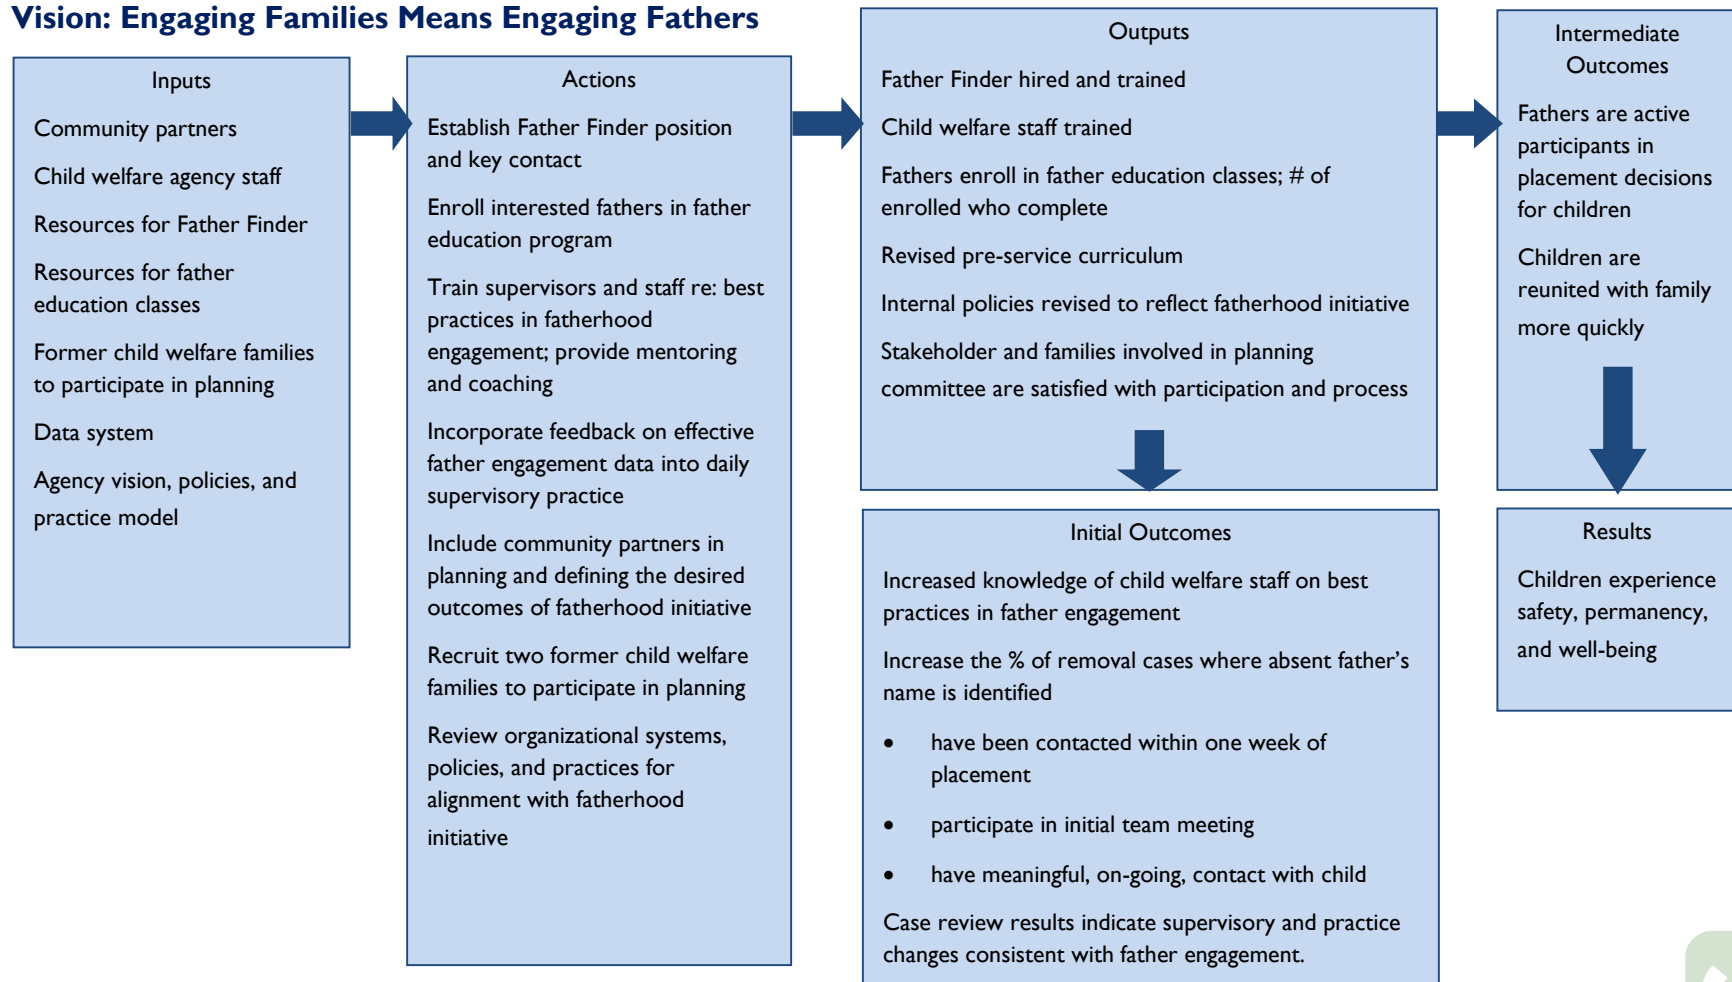 Vision: Engaging Families Means Engaging Fathers
Inputs
Community partners
Child welfare agency staff
Resources for Father Finder
Resources for father
education classes
Former child welfare families
to participate in planning
Data system
Agency vision, policies, and
practice model
Actions
Establish Father Finder position
and key contact
Enroll interested fathers in father
education program
Train supervisors and staff re: best
practices in fatherhood
engagement; provide mentoring
and coaching
Incorporate feedback on effective
father engagement data into daily
supervisory practice
Include community partners in
planning and defining the desired
outcomes of fatherhood initiative
Recruit two former child welfare
families to participate in planning
Review organizational systems,
policies, and practices for
alignment with fatherhood
initiative
Outputs
Father Finder hired and trained
Child welfare staff trained
Fathers enroll in father education classes; # of
enrolled who complete
Revised pre-service curriculum
Internal policies revised to reflect fatherhood initiative
Stakeholder and families involved in planning
committee are satisfied with participation and process
Initial Outcomes
Increased knowledge of child welfare staff on best
practices in father engagement
Increase the % of removal cases where absent father’s
name is identified
• have been contacted within one week of
placement
• participate in initial team meeting
• have meaningful, on-going, contact with child
Case review results indicate supervisory and practice
changes consistent with father engagement.
Intermediate
Outcomes
Fathers are active
participants in
placement decisions
for children
Children are
reunited with family
more quickly
Results
Children experience
safety, permanency,
and well-being